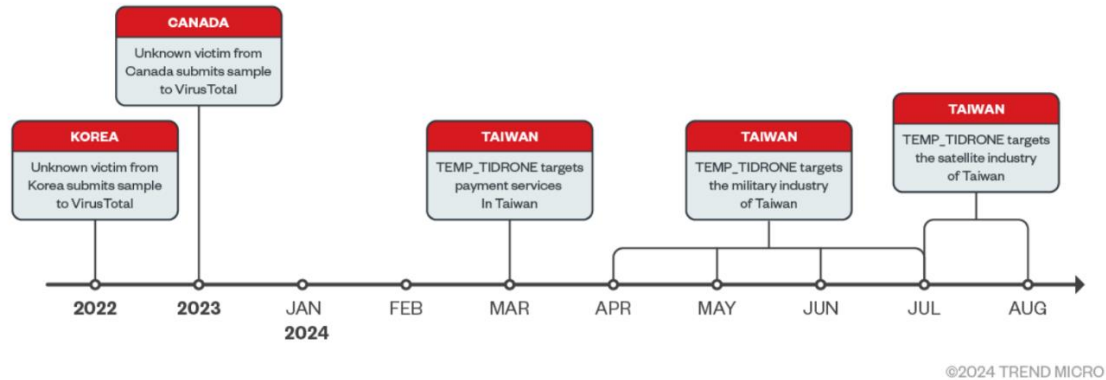 CANADA
Unknown victim from
Canada submits sample
to VirusTotal
KOREA
Unknown victim from
Korea submits sample
to VirusTotal
TAIWAN
TEMP_TIDRONE targets
payment services
In Taiwan
TAIWAN
TEMP_TIDRONE targets
the military industry
of Taiwan
TAIWAN
TEMP_TIDRONE targets
the satellite industry
of Taiwan
2022 2023 JAN FEB MAR APR MAY JUN JUL AUG
2024
©2024 TREND MICRO